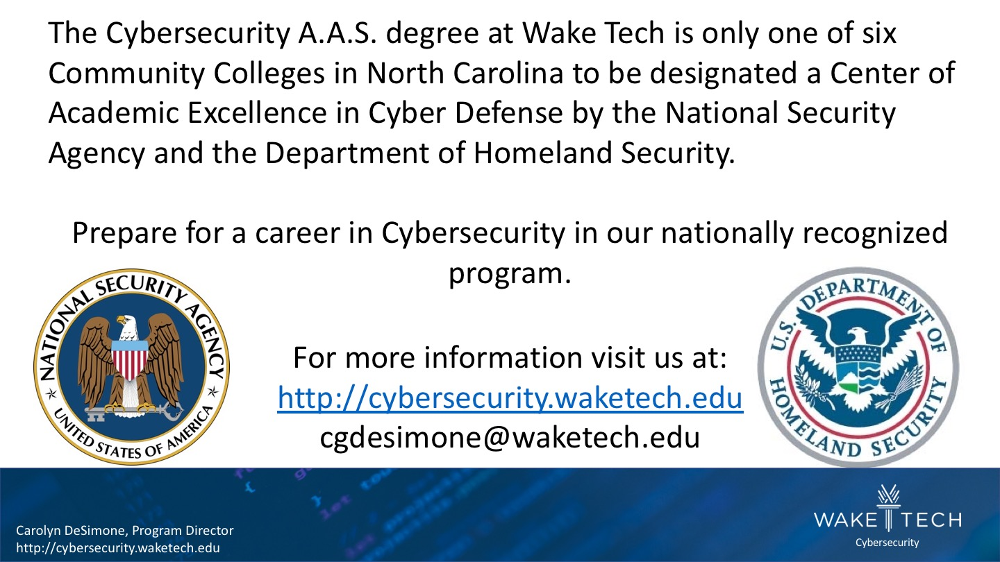 The Cybersecurity A.A.S. degree at Wake Tech is only one of six
Community Colleges in North Carolina to be designated a Center of
Academic Excellence in Cyber Defense by the National Security
Agency and the Department of Homeland Security.
Prepare for a career in Cybersecurity in our nationally recognized
program.
NATIONAL SECURITY AGENCY
UNITED STATES OF AMERICA
U.S. DEPARTMENT OF
HOMELAND SECURITY
For more information visit us at:
http://cybersecurity.waketech.edu
cgdesimone@waketech.edu
{
}
let
WAKE TECH
Cybersecurity
Carolyn DeSimone, Program Director
http://cybersecurity.waketech.edu